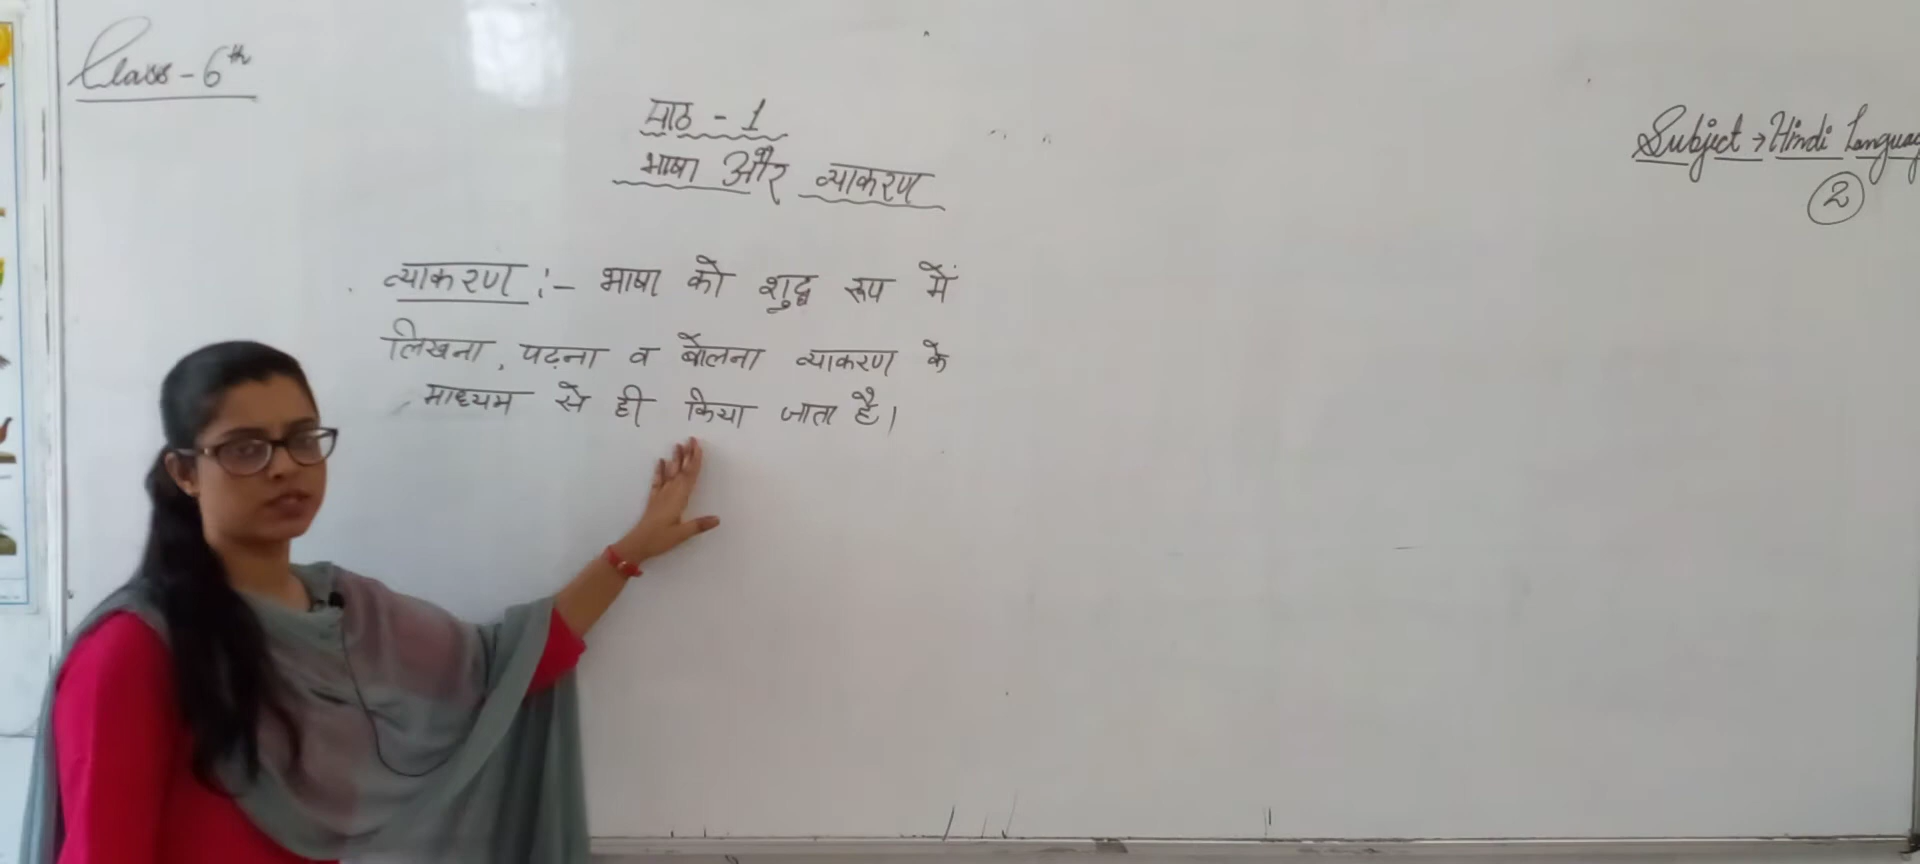 Class - 6th
पाठ - 1
भाषा और व्याकरण
Subject → Hindi Languag
2
व्याकरण :- भाषा को शुद्ध रूप में
लिखना, पढ़ना व बोलना व्याकरण के
माध्यम से ही किया जाता है।